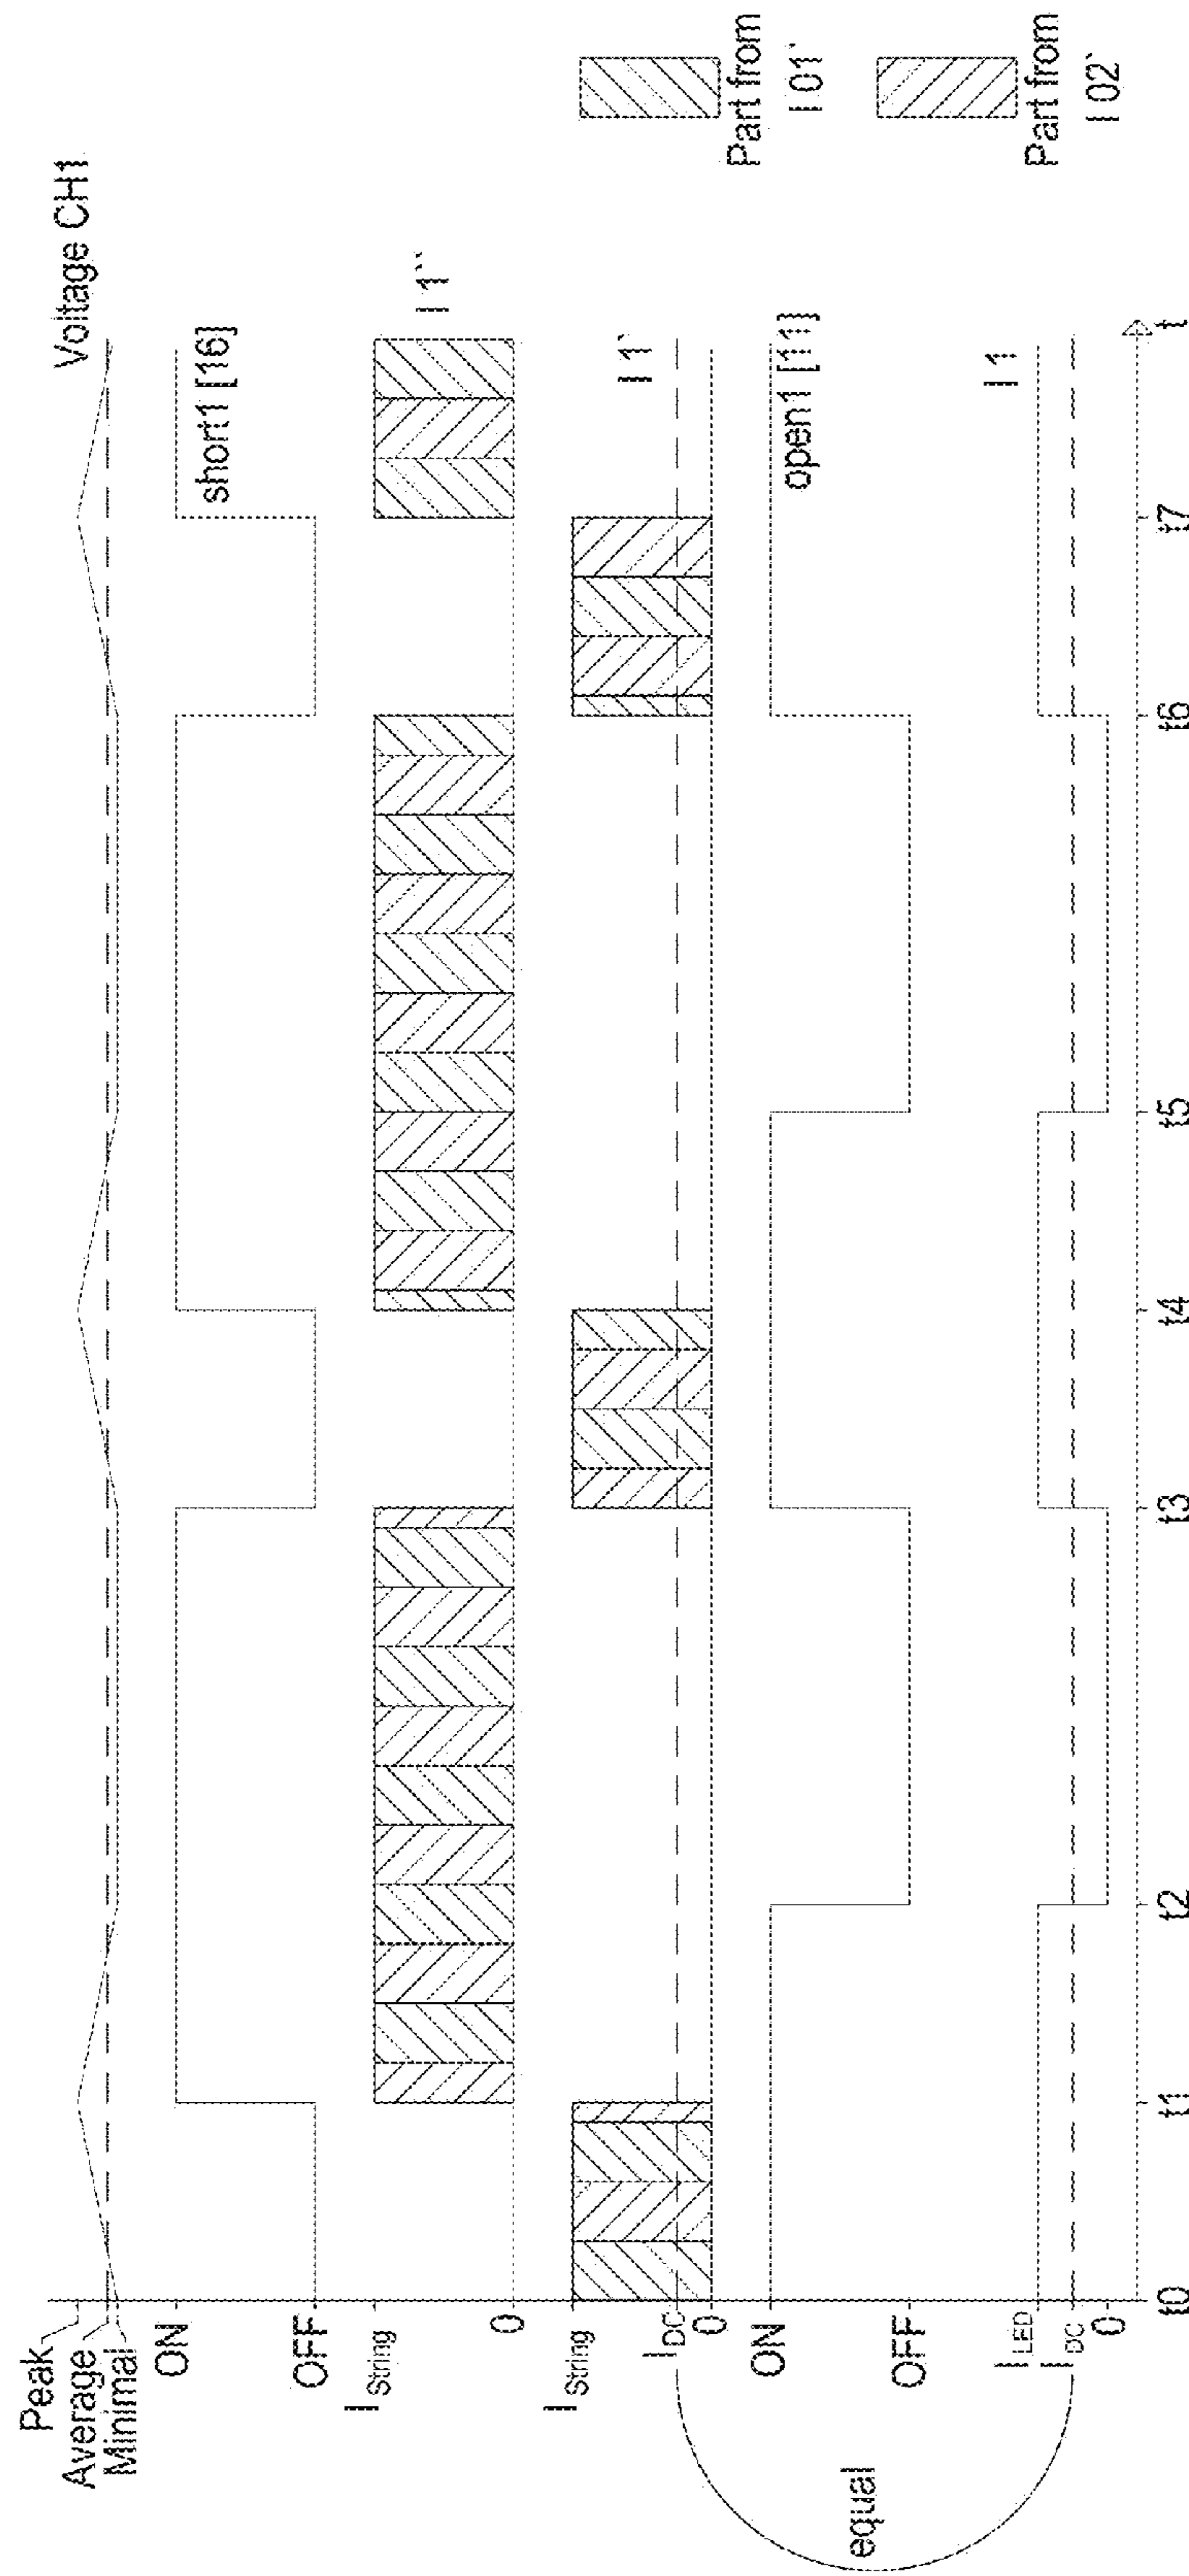 Peak
Average
Minimal
Voltage CH1
ON
OFF
short1 [16]
I String
0
I 1``
I String
I DC
0
I 1`
ON
OFF
open1 [11]
I LED
I DC
0
I 1
equal
t0
t1
t2
t3
t4
t5
t6
t7
t
Part from
I 01`
Part from
I 02`